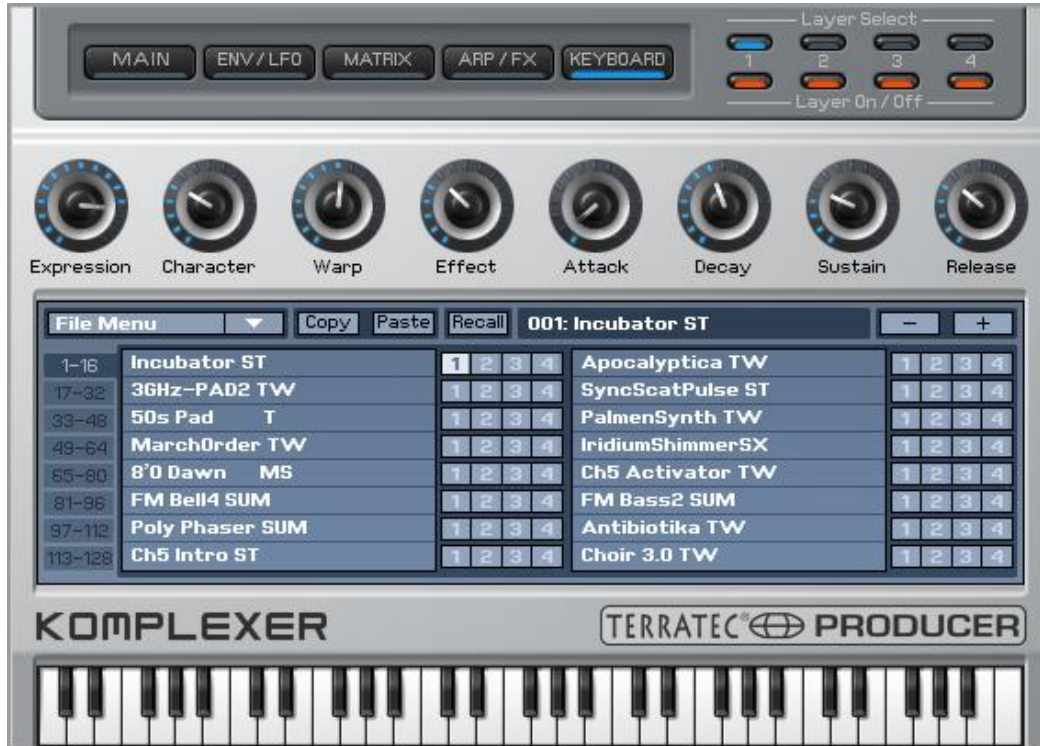 Layer Select
MAIN ENV/LFO MATRIX ARP/FX KEYBOARD
1 2 3 4
Layer On/Off
Expression Character Warp Effect Attack Decay Sustain Release
File Menu Copy Paste Recall 001: Incubator ST - +
1-16 Incubator ST 1 2 3 4 Apocalyptica TW 1 2 3 4
17-32 3GHz-PAD2 TW 1 2 3 4 SyncScatPulse ST 1 2 3 4
33-48 50s Pad T 1 2 3 4 PalmenSynth TW 1 2 3 4
49-64 MarchOrder TW 1 2 3 4 IridiumShimmerSX 1 2 3 4
65-80 8'0 Dawn MS 1 2 3 4 Ch5 Activator TW 1 2 3 4
81-96 FM Bell4 SUM 1 2 3 4 FM Bass2 SUM 1 2 3 4
97-112 Poly Phaser SUM 1 2 3 4 Antibiotika TW 1 2 3 4
113-128 Ch5 Intro ST 1 2 3 4 Choir 3.0 TW 1 2 3 4
KOMPLEXER TERRATEC® PRODUCER